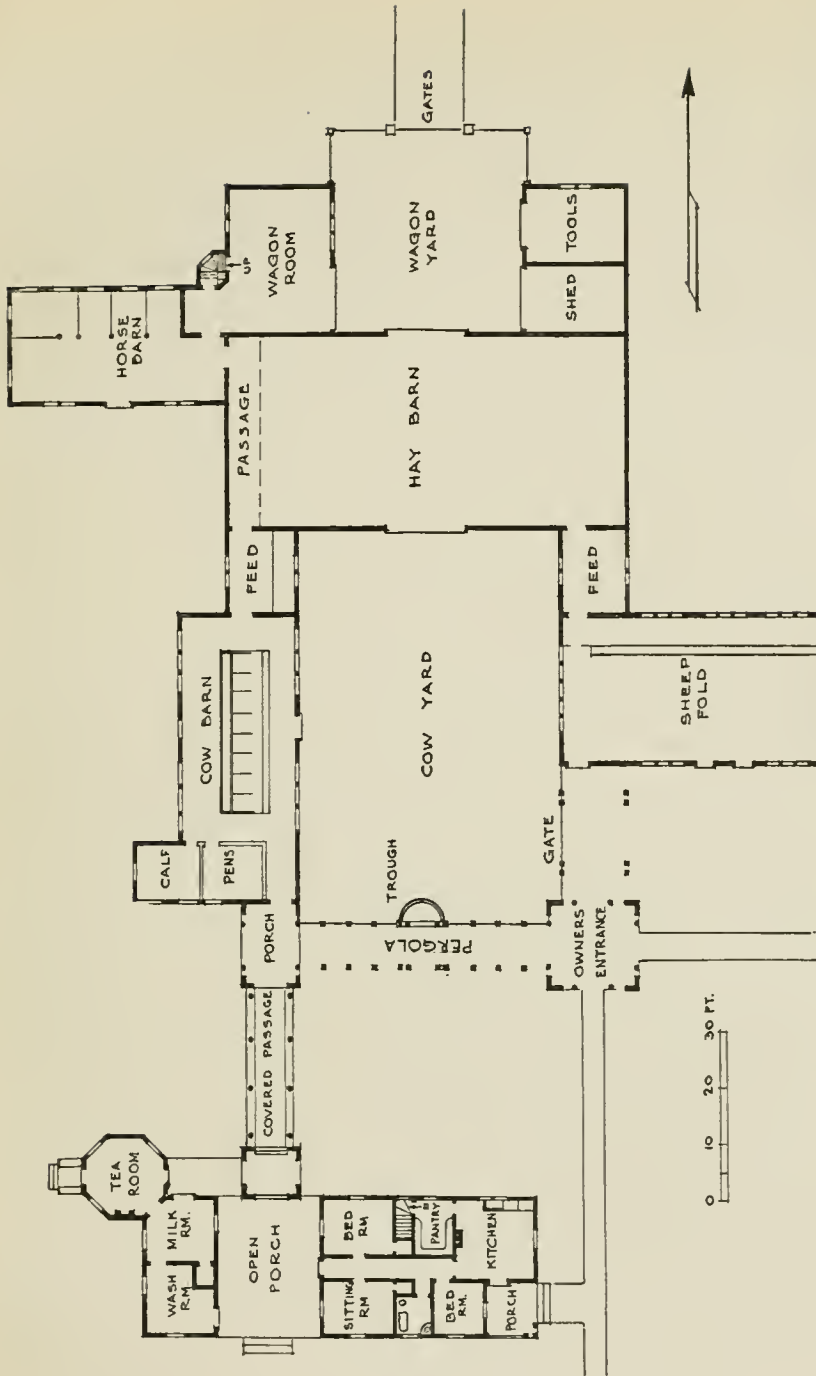 GATES
WAGON
ROOM
UP
WAGON
YARD
TOOLS
SHED
HORSE
BARN
PASSAGE
HAY BARN
FEED
FEED
COW BARN
COW YARD
SHEEP
FOLD
CALF
PENS
TROUGH
GATE
PORCH
PERGOLA
OWNERS
ENTRANCE
COVERED PASSAGE
0 10 20 30 FT.
TEA
ROOM
MILK
RM.
WASH
RM.
OPEN
PORCH
BED
RM
PANTRY
KITCHEN
SITTING
RM
BED
RM.
PORCH